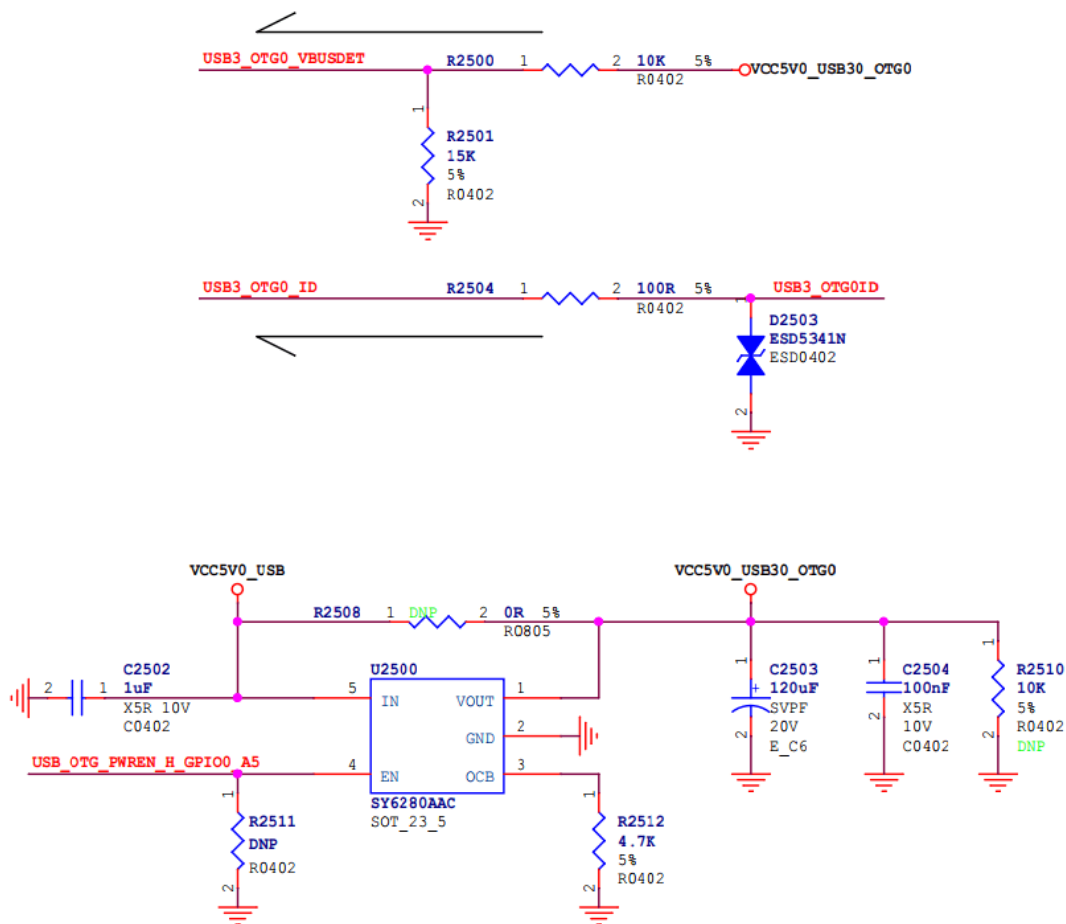 USB3_OTG0_VBUSDET R2500 1 2 10K 5% VCC5V0_USB30_OTG0
R0402
1
R2501
15K
5%
R0402
2
USB3_OTG0_ID R2504 1 2 100R 5% USB3_OTG0ID
R0402
1
D2503
ESD5341N
ESD0402
2
VCC5V0_USB VCC5V0_USB30_OTG0
R2508 1 DNP 2 0R 5%
R0805
C2502 U2500
2 1 1uF
X5R 10V
C0402
5 IN VOUT 1
GND 2
USB_OTG_PWREN_H_GPIO0_A5 4 EN OCB 3
SY6280AAC
SOT_23_5
1
C2503
+ 120uF
SVPF
2 20V
E_C6
1
C2504
100nF
X5R
2 10V
C0402
1
R2510
10K
5%
R0402
2 DNP
1
R2511
DNP
R0402
2
1
R2512
4.7K
5%
R0402
2